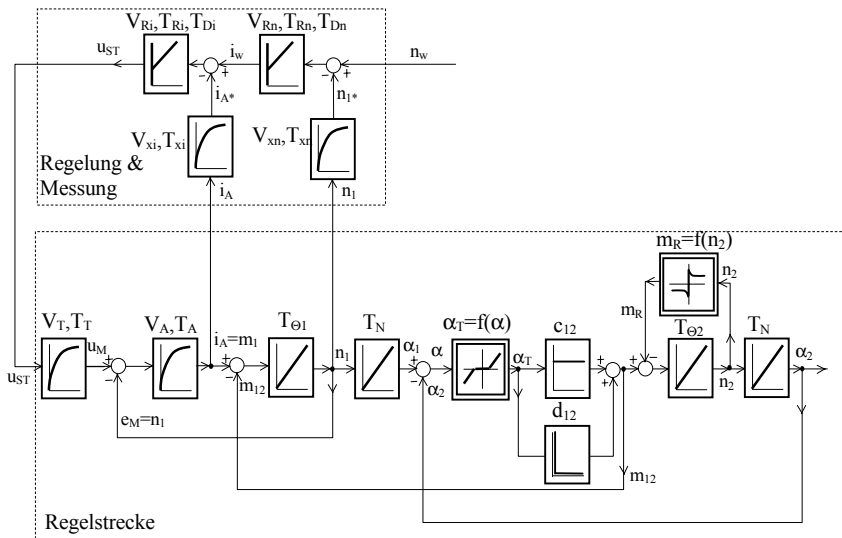 V_Ri,T_Ri,T_Di
V_Rn,T_Rn,T_Dn
u_ST
i_w
n_w
i_A*
n_1*
V_xi,T_xi
V_xn,T_xn
Regelung &
Messung
i_A
n_1
m_R=f(n_2)
n_2
m_R
V_T,T_T
V_A,T_A
i_A=m_1
T_Θ1
T_N
α_T=f(α)
c_12
T_Θ2
T_N
u_M
n_1
α_1
α
α_T
n_2
α_2
u_ST
m_12
α_2
d_12
e_M=n_1
m_12
Regelstrecke
+
-
+
-
+
-
+
-
+
-
+
+
+
-